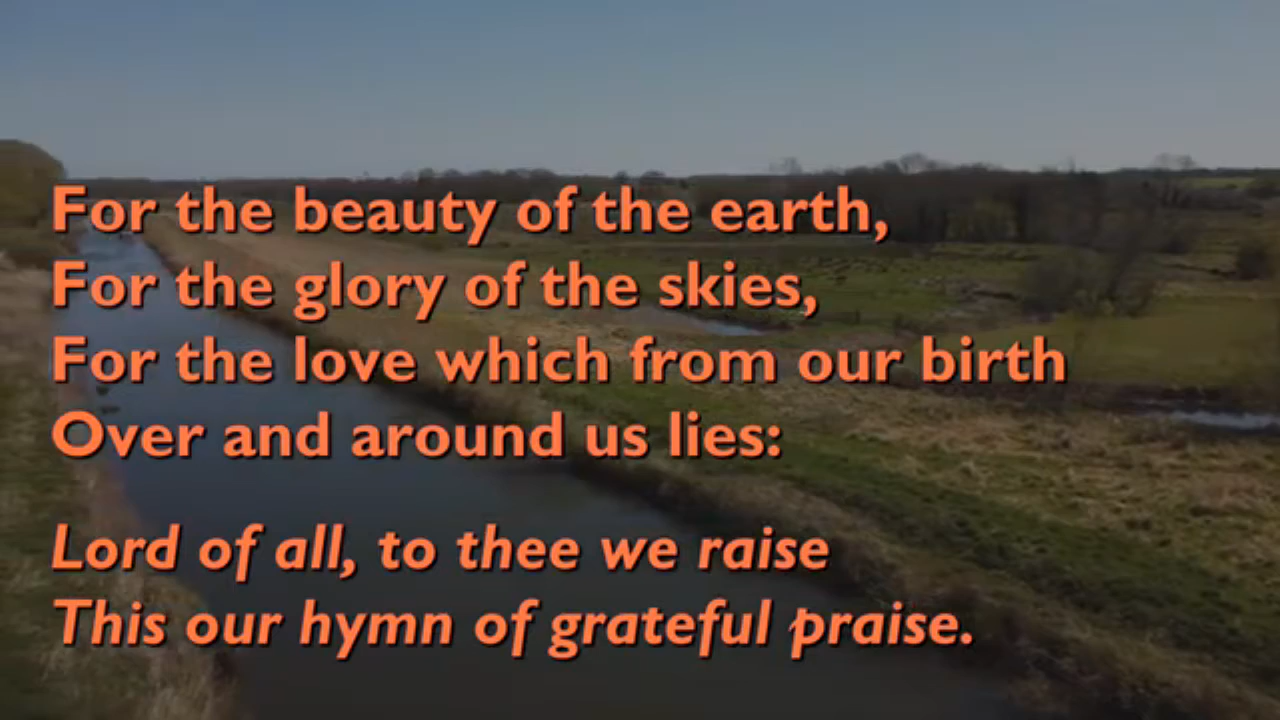 For the beauty of the earth,
For the glory of the skies,
For the love which from our birth
Over and around us lies:
Lord of all, to thee we raise
This our hymn of grateful praise.